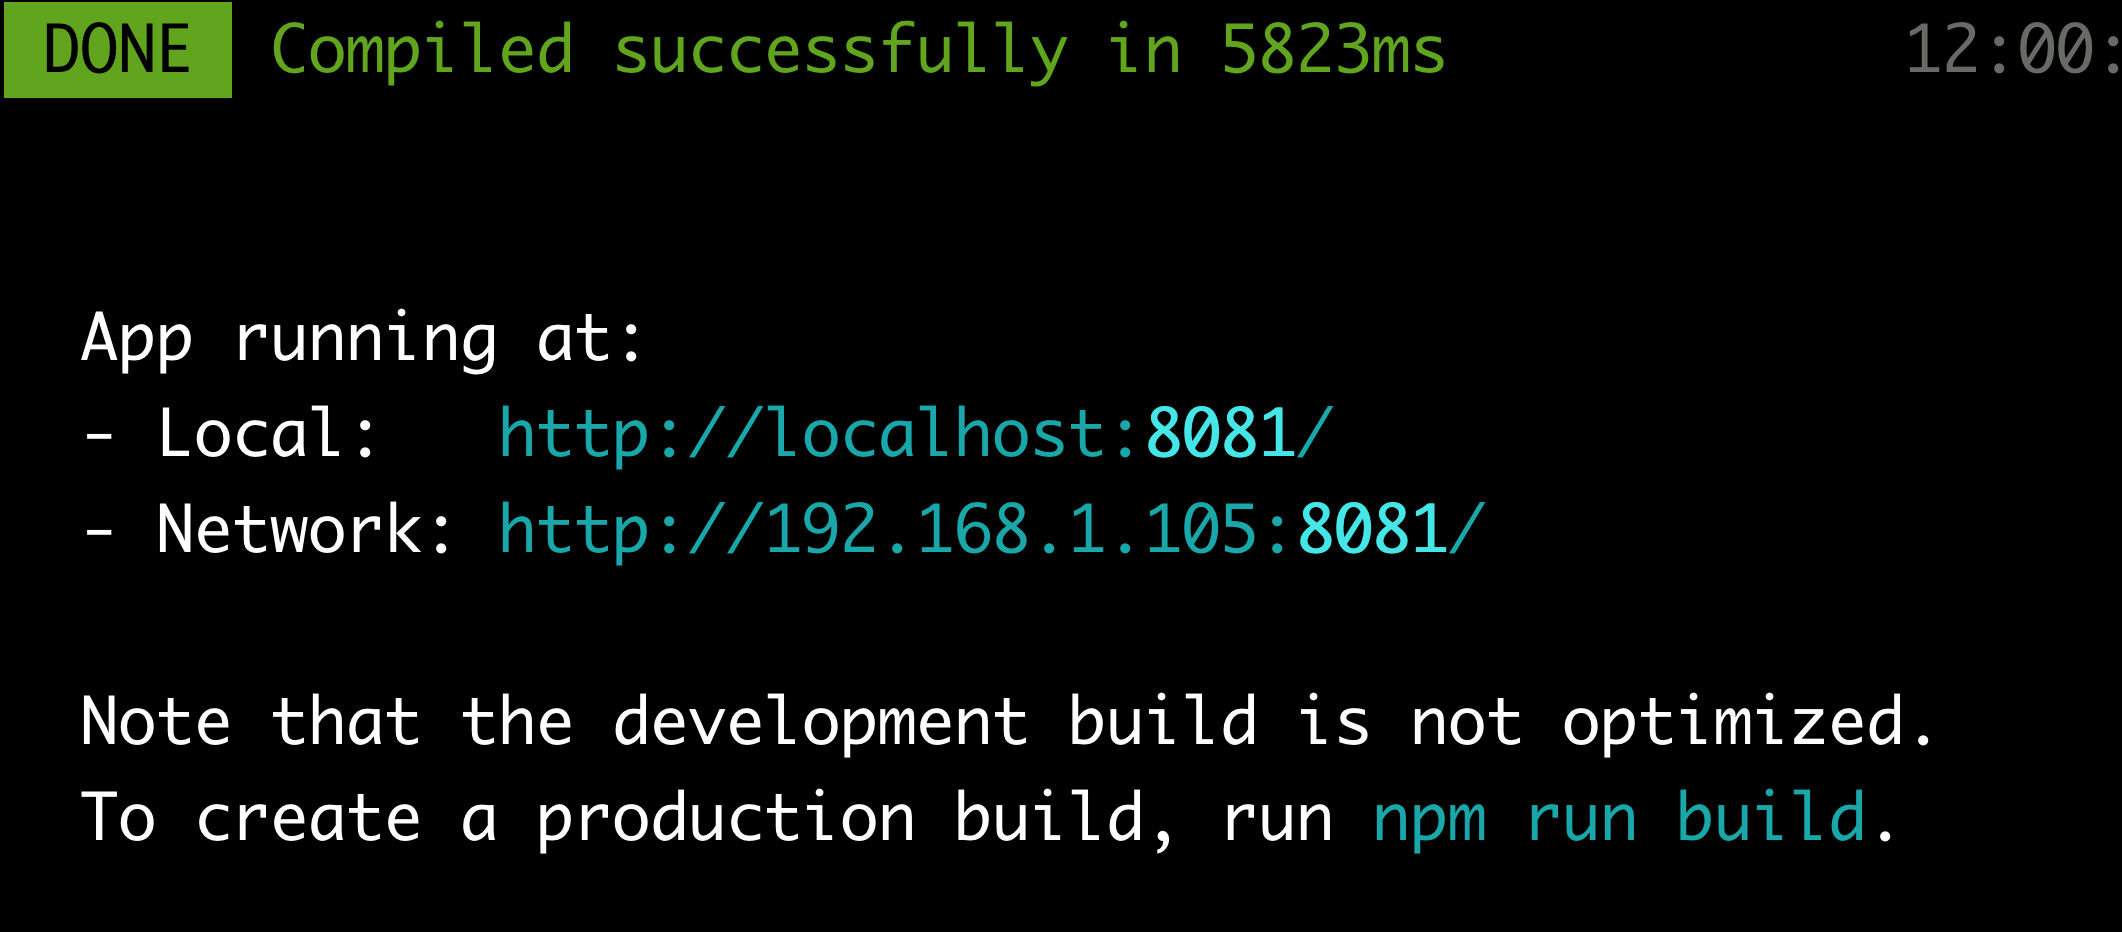 DONE Compiled successfully in 5823ms 12:00:
App running at:
- Local: http://localhost:8081/
- Network: http://192.168.1.105:8081/
Note that the development build is not optimized.
To create a production build, run npm run build.